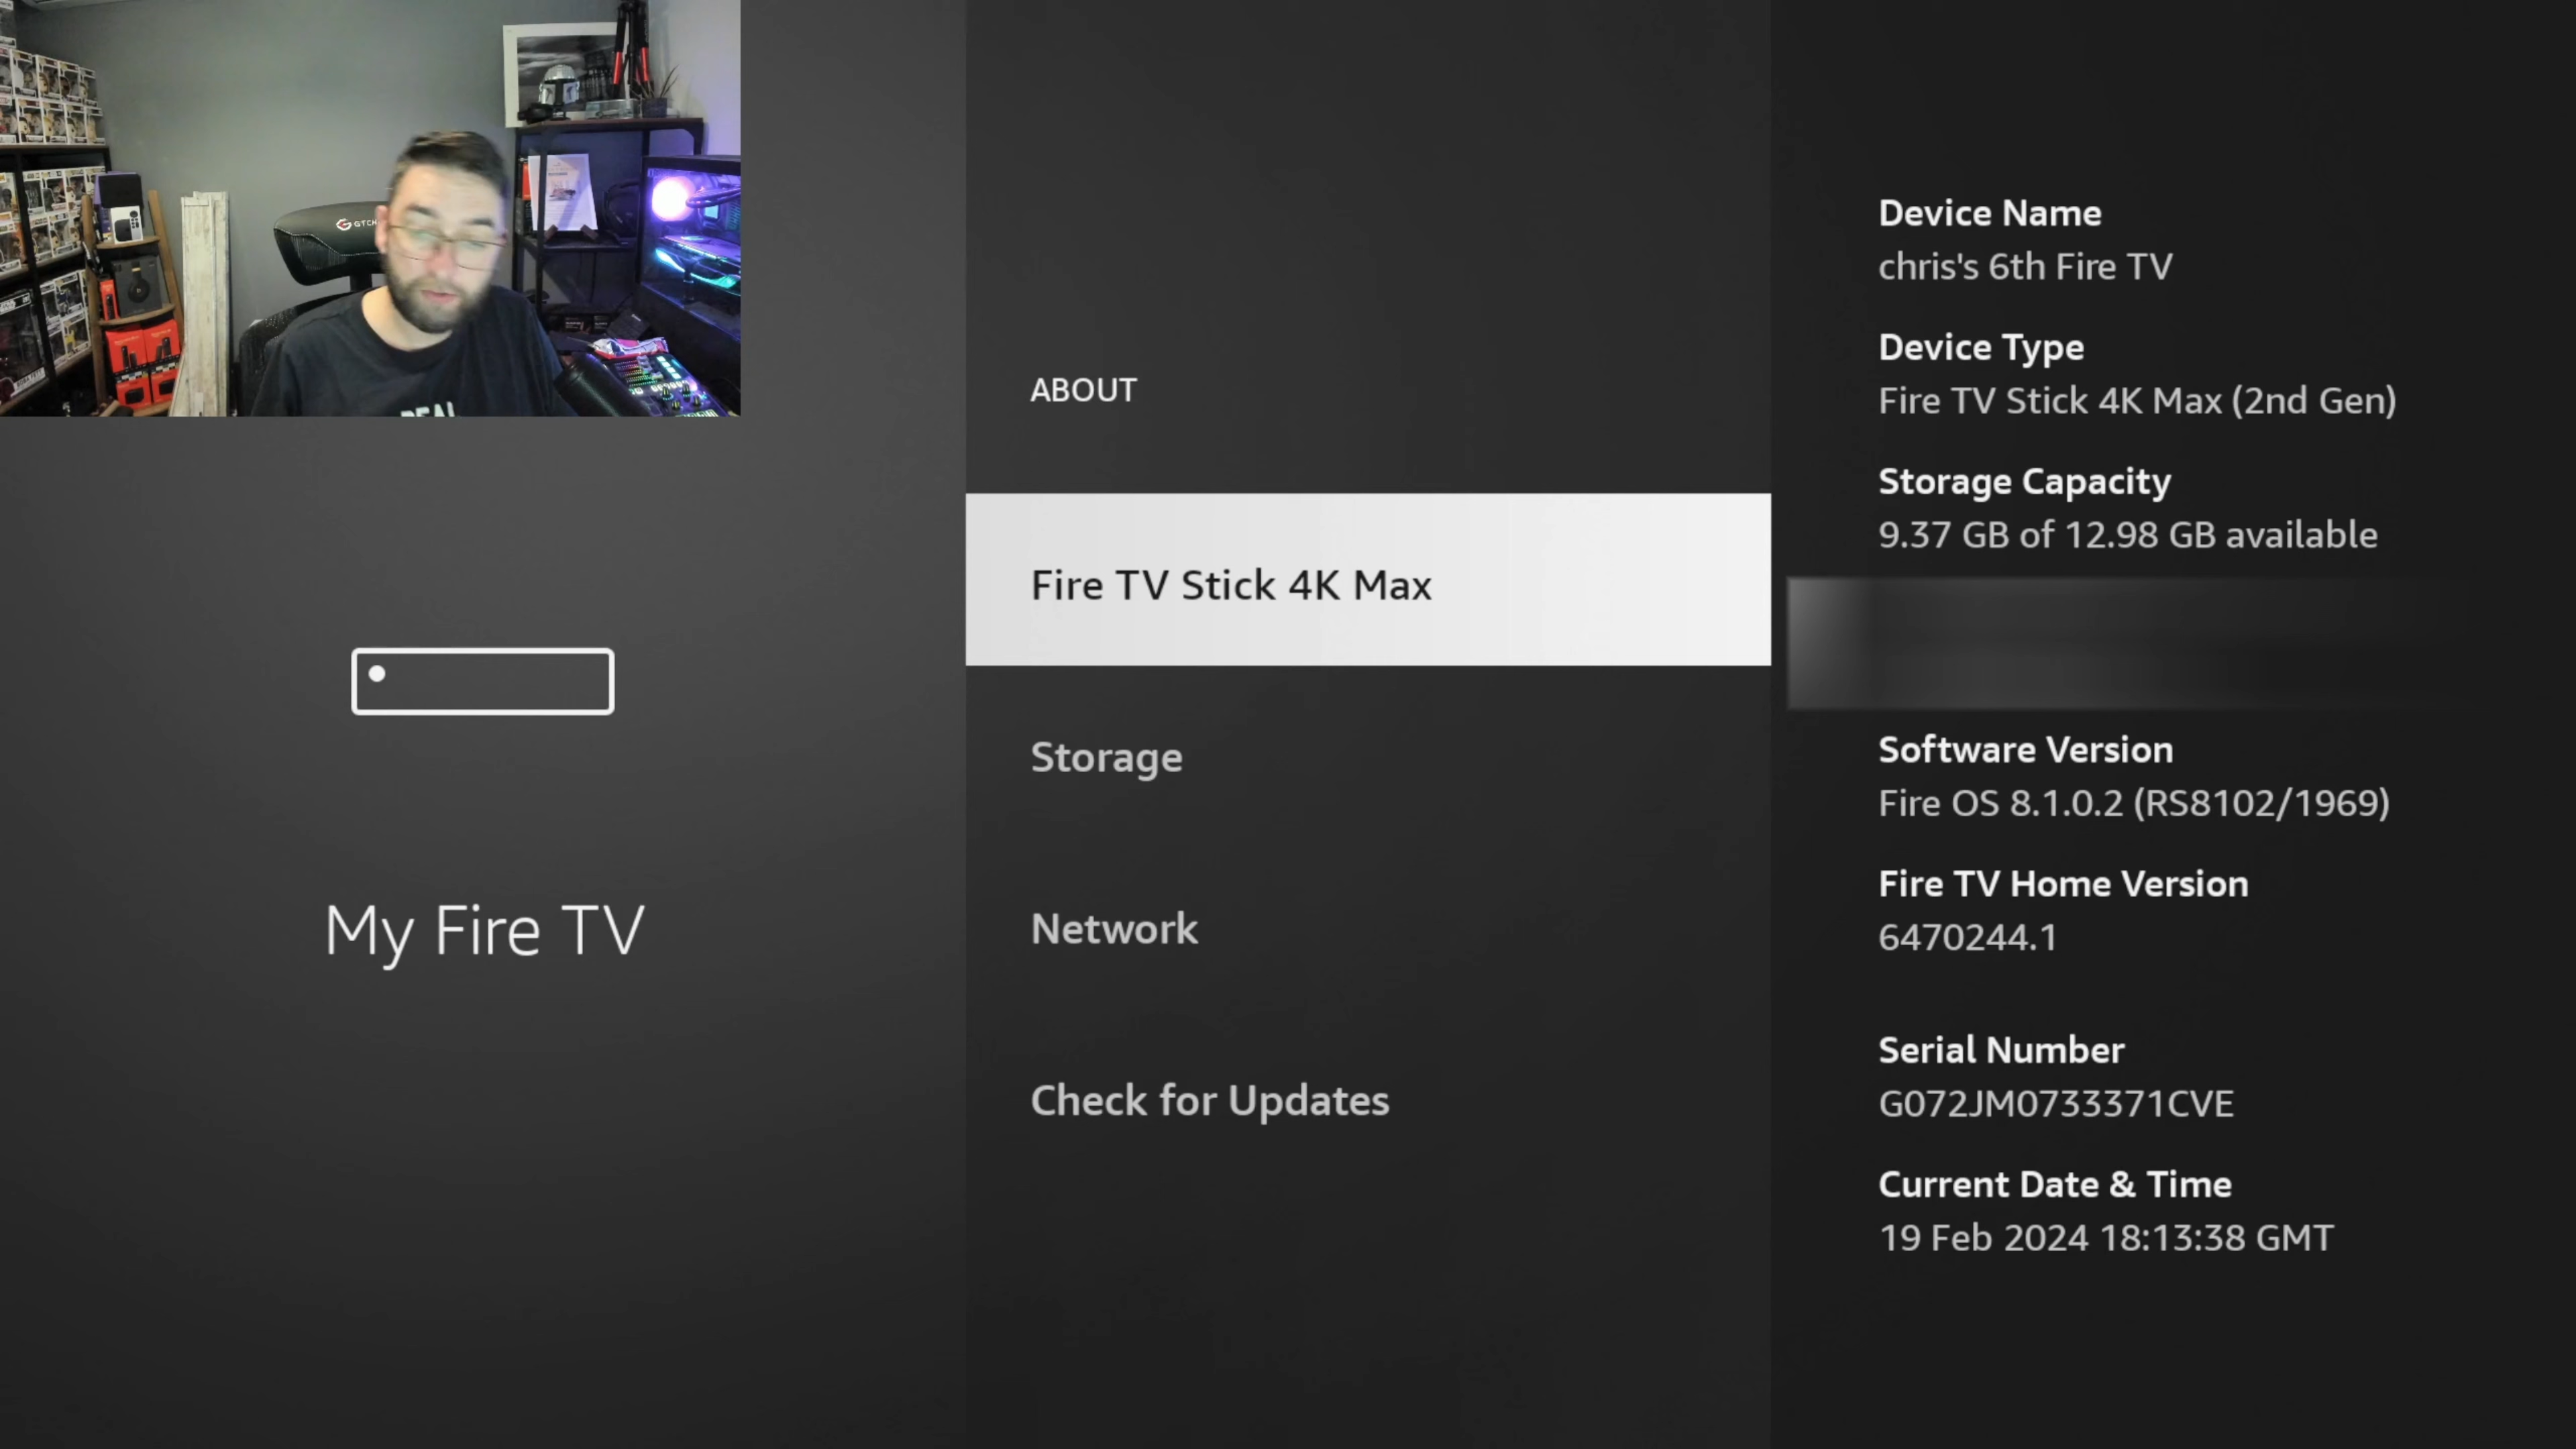 GTCH
REAL
ABOUT
Fire TV Stick 4K Max
Storage
Network
Check for Updates
My Fire TV
Device Name
chris's 6th Fire TV
Device Type
Fire TV Stick 4K Max (2nd Gen)
Storage Capacity
9.37 GB of 12.98 GB available
Software Version
Fire OS 8.1.0.2 (RS8102/1969)
Fire TV Home Version
6470244.1
Serial Number
G072JM0733371CVE
Current Date & Time
19 Feb 2024 18:13:38 GMT